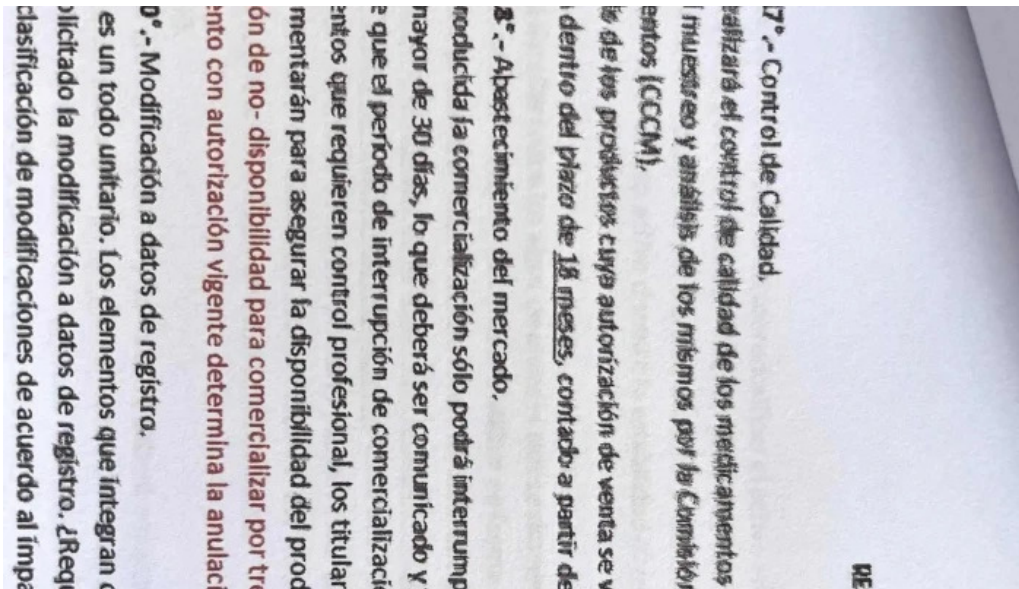 RE
7°.- Control de Calidad.
ealizará el control de calidad de los medicamentos
l muestreo y análisis de los mismos por la Comisión
entos (CCCM).
de los productos cuya autorización de venta se v
dentro del plazo de 18 meses, contado a partir de
8°.- Abastecimiento del mercado.
roducida la comercialización sólo podrá interrump
mayor de 30 días, lo que deberá ser comunicado y
e que el período de interrupción de comercializaci
entos que requieren control profesional, los titular
mentarán para asegurar la disponibilidad del prod
ón de no- disponibilidad para comercializar por tre
ento con autorización vigente determina la anulaci
0°.- Modificación a datos de registro.
es un todo unitario. Los elementos que integran
olicitado la modificación a datos de registro. ¿Requ
clasificación de modificaciones de acuerdo al impa